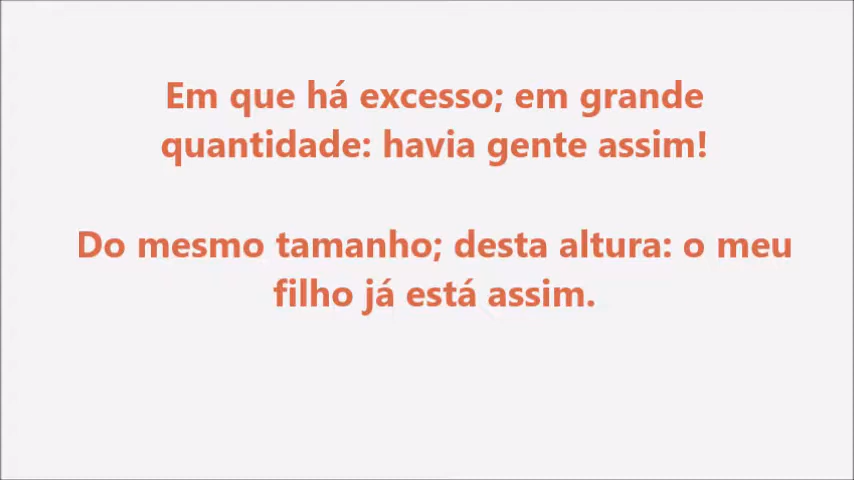 Em que há excesso; em grande
quantidade: havia gente assim!
Do mesmo tamanho; desta altura: o meu
filho já está assim.